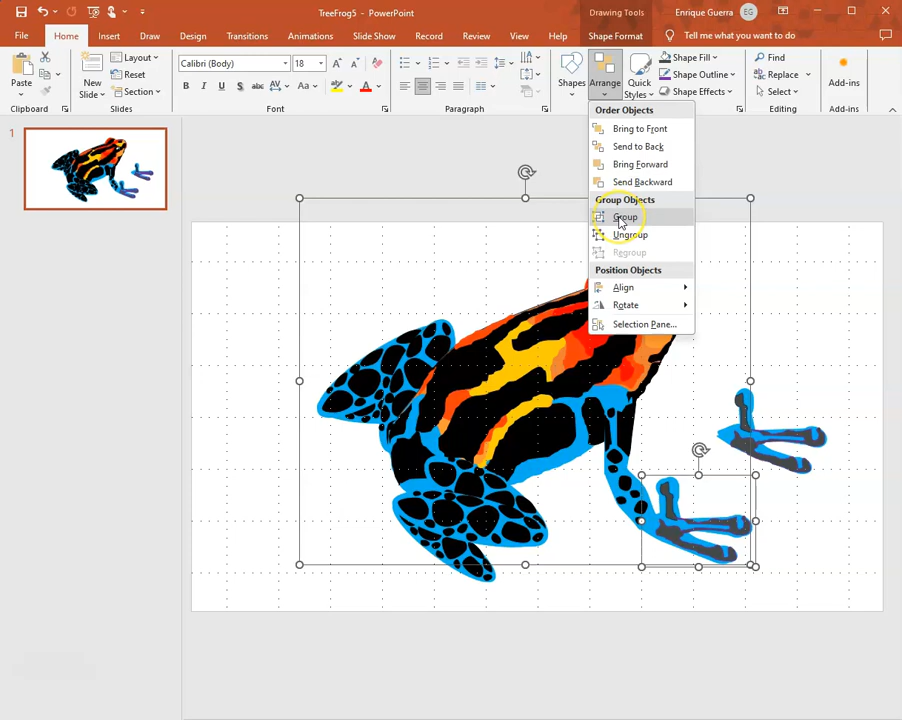 TreeFrog5 - PowerPoint
Drawing Tools
Enrique Guerra
EG
File
Home
Insert
Draw
Design
Transitions
Animations
Slide Show
Record
Review
View
Help
Shape Format
Tell me what you want to do
Paste
Clipboard
New
Slide
Layout
Reset
Section
Slides
Calibri (Body)
18
B I U S abc AV Aa A
Font
Paragraph
Shapes
Arrange
Quick
Styles
Shape Fill
Shape Outline
Shape Effects
Find
Replace
Select
Editing
Add-ins
Add-ins
Order Objects
Bring to Front
Send to Back
Bring Forward
Send Backward
Group Objects
Group
Ungroup
Regroup
Position Objects
Align
Rotate
Selection Pane...
1